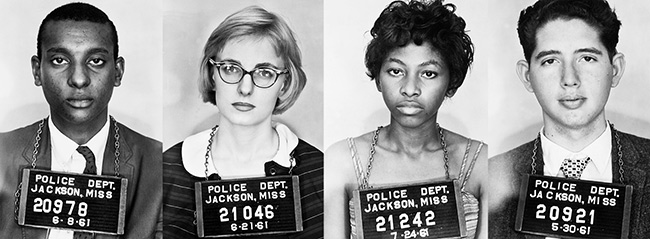 POLICE DEPT.
JACKSON, MISS
20978
6-8-61
POLICE DEPT.
JACKSON, MISS
21046
6-21-61
POLICE DEPT.
JACKSON, MISS.
21242
7-24-61
POLICE DEPT.
JACKSON, MISS.
20921
5-30-61